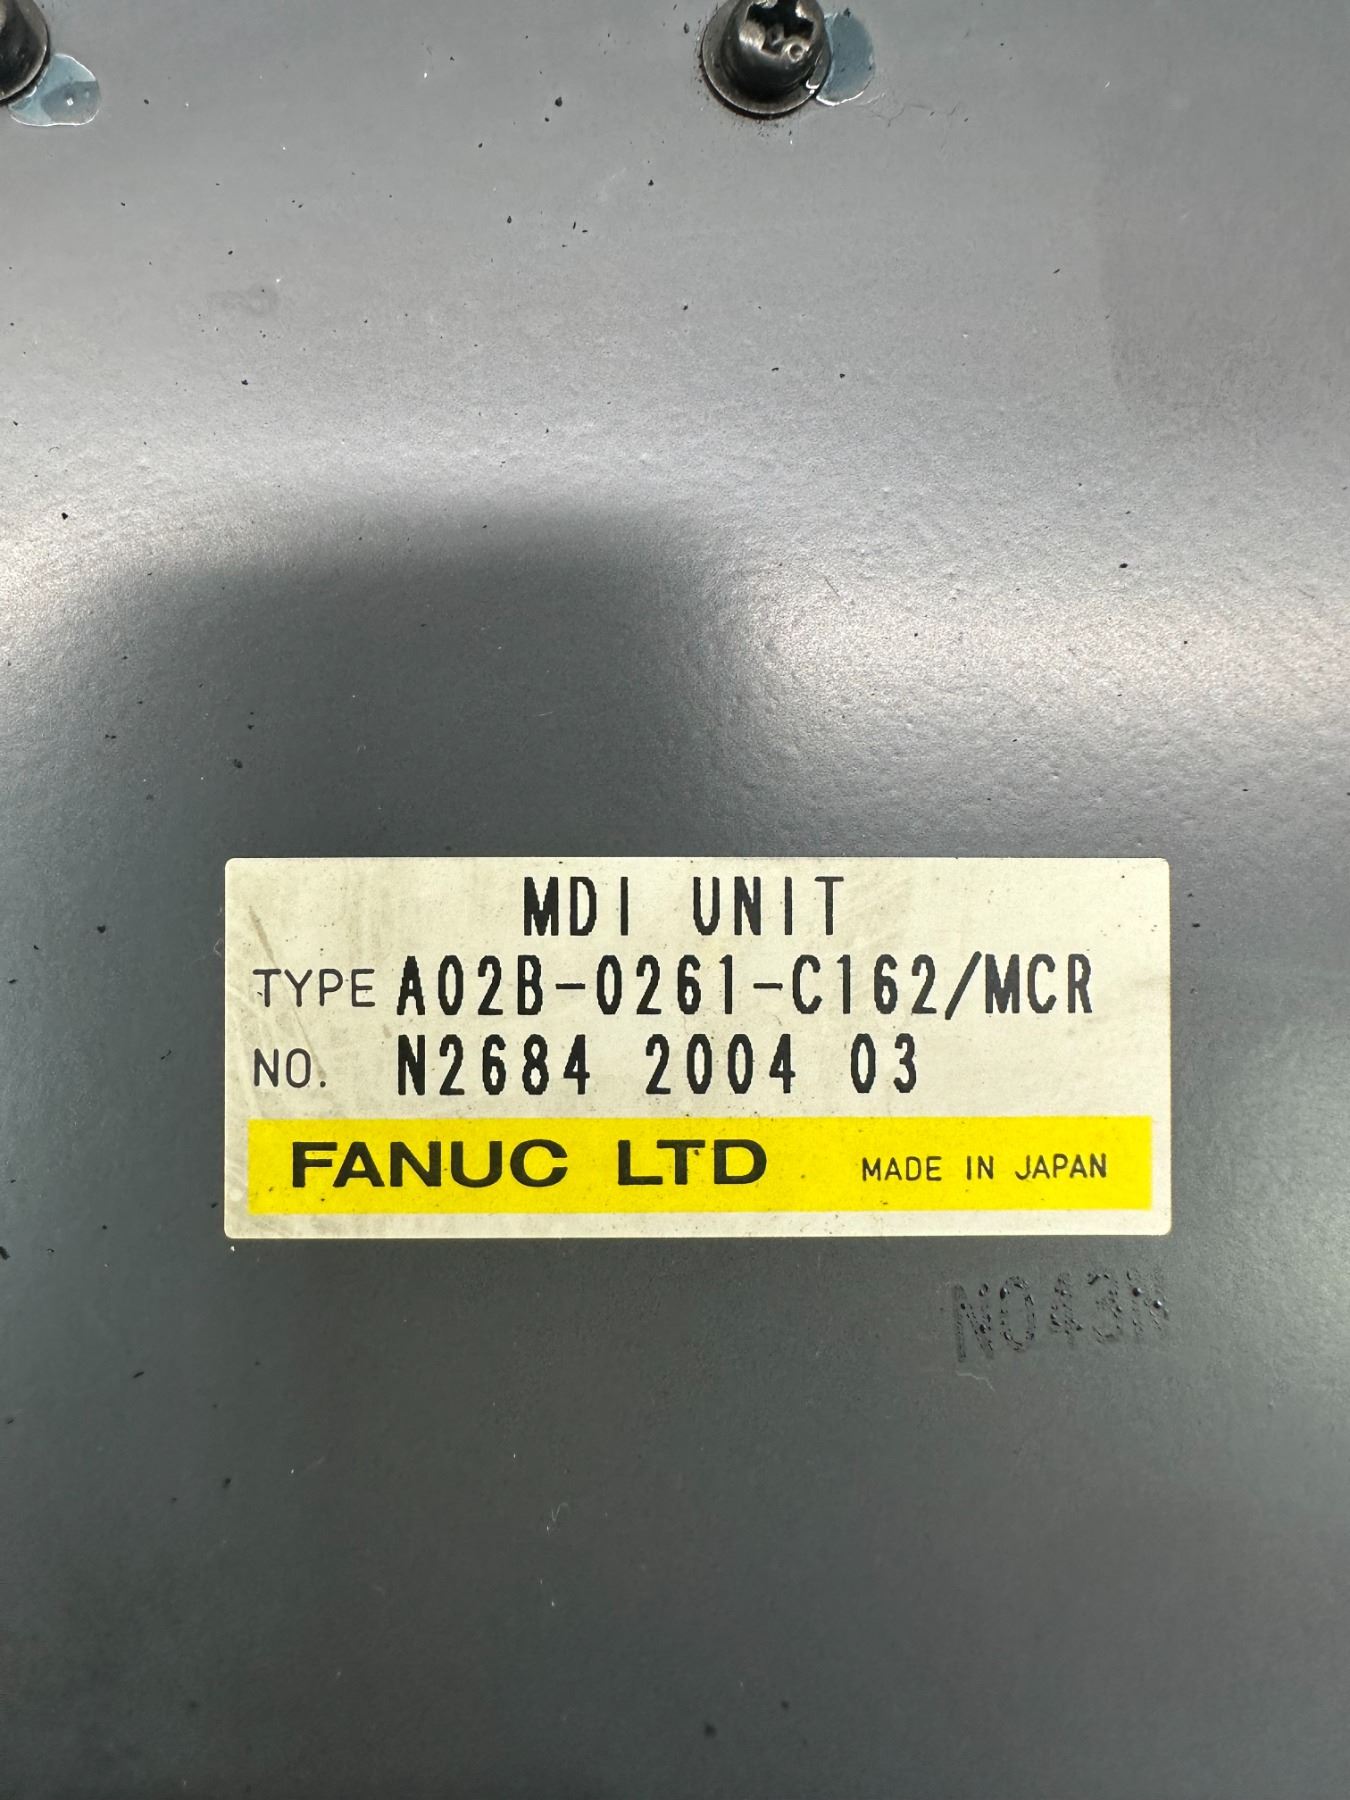 MDI UNIT
TYPE A02B-0261-C162/MCR
NO. N2684 2004 03
FANUC LTD MADE IN JAPAN